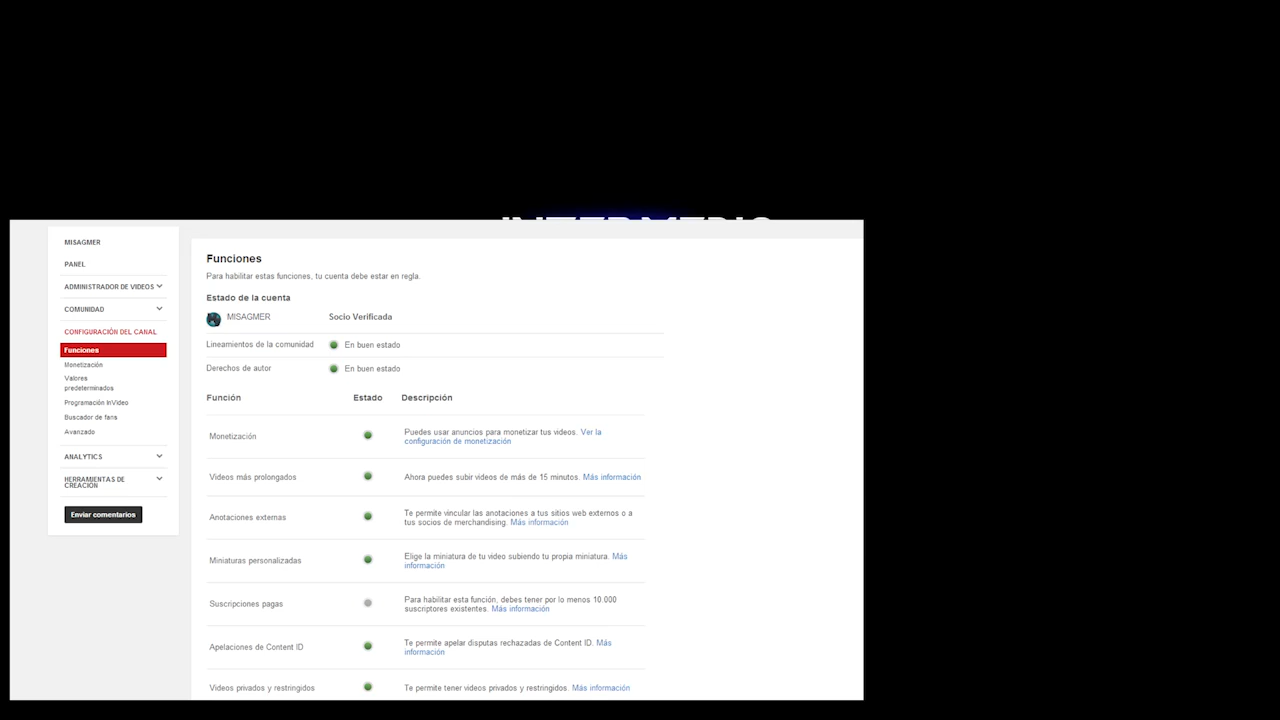 MISAGMER
PANEL
ADMINISTRADOR DE VIDEOS
COMUNIDAD
CONFIGURACIÓN DEL CANAL
Funciones
Monetización
Valores
predeterminados
Programación InVideo
Buscador de fans
Avanzado
ANALYTICS
HERRAMIENTAS DE
CREACIÓN
Enviar comentarios
Funciones
Para habilitar estas funciones, tu cuenta debe estar en regla.
Estado de la cuenta
MISAGMER Socio Verificada
Lineamientos de la comunidad En buen estado
Derechos de autor En buen estado
Función Estado Descripción
Monetización
Puedes usar anuncios para monetizar tus videos. Ver la
configuración de monetización
Videos más prolongados Ahora puedes subir videos de más de 15 minutos. Más información
Anotaciones externas
Te permite vincular las anotaciones a tus sitios web externos o a
tus socios de merchandising. Más información
Miniaturas personalizadas
Elige la miniatura de tu video subiendo tu propia miniatura. Más
información
Suscripciones pagas
Para habilitar esta función, debes tener por lo menos 10.000
suscriptores existentes. Más información
Apelaciones de Content ID
Te permite apelar disputas rechazadas de Content ID. Más
información
Videos privados y restringidos Te permite tener videos privados y restringidos. Más información